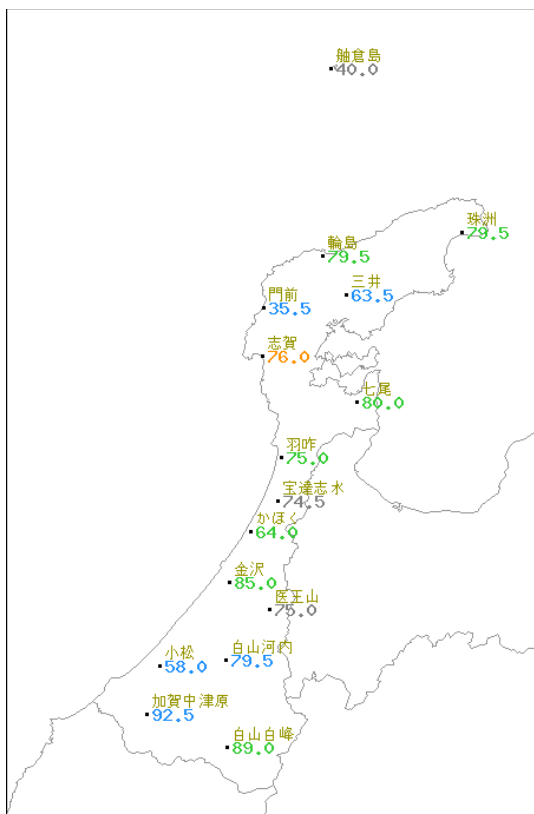 舳倉島
40.0
珠洲
79.5
輪島
79.5
三井
63.5
門前
35.5
志賀
76.0
七尾
80.0
羽咋
75.0
宝達志水
74.5
かほく
64.0
金沢
85.0
医王山
75.0
白山河内
79.5
小松
58.0
加賀中津原
92.5
白山白峰
89.0